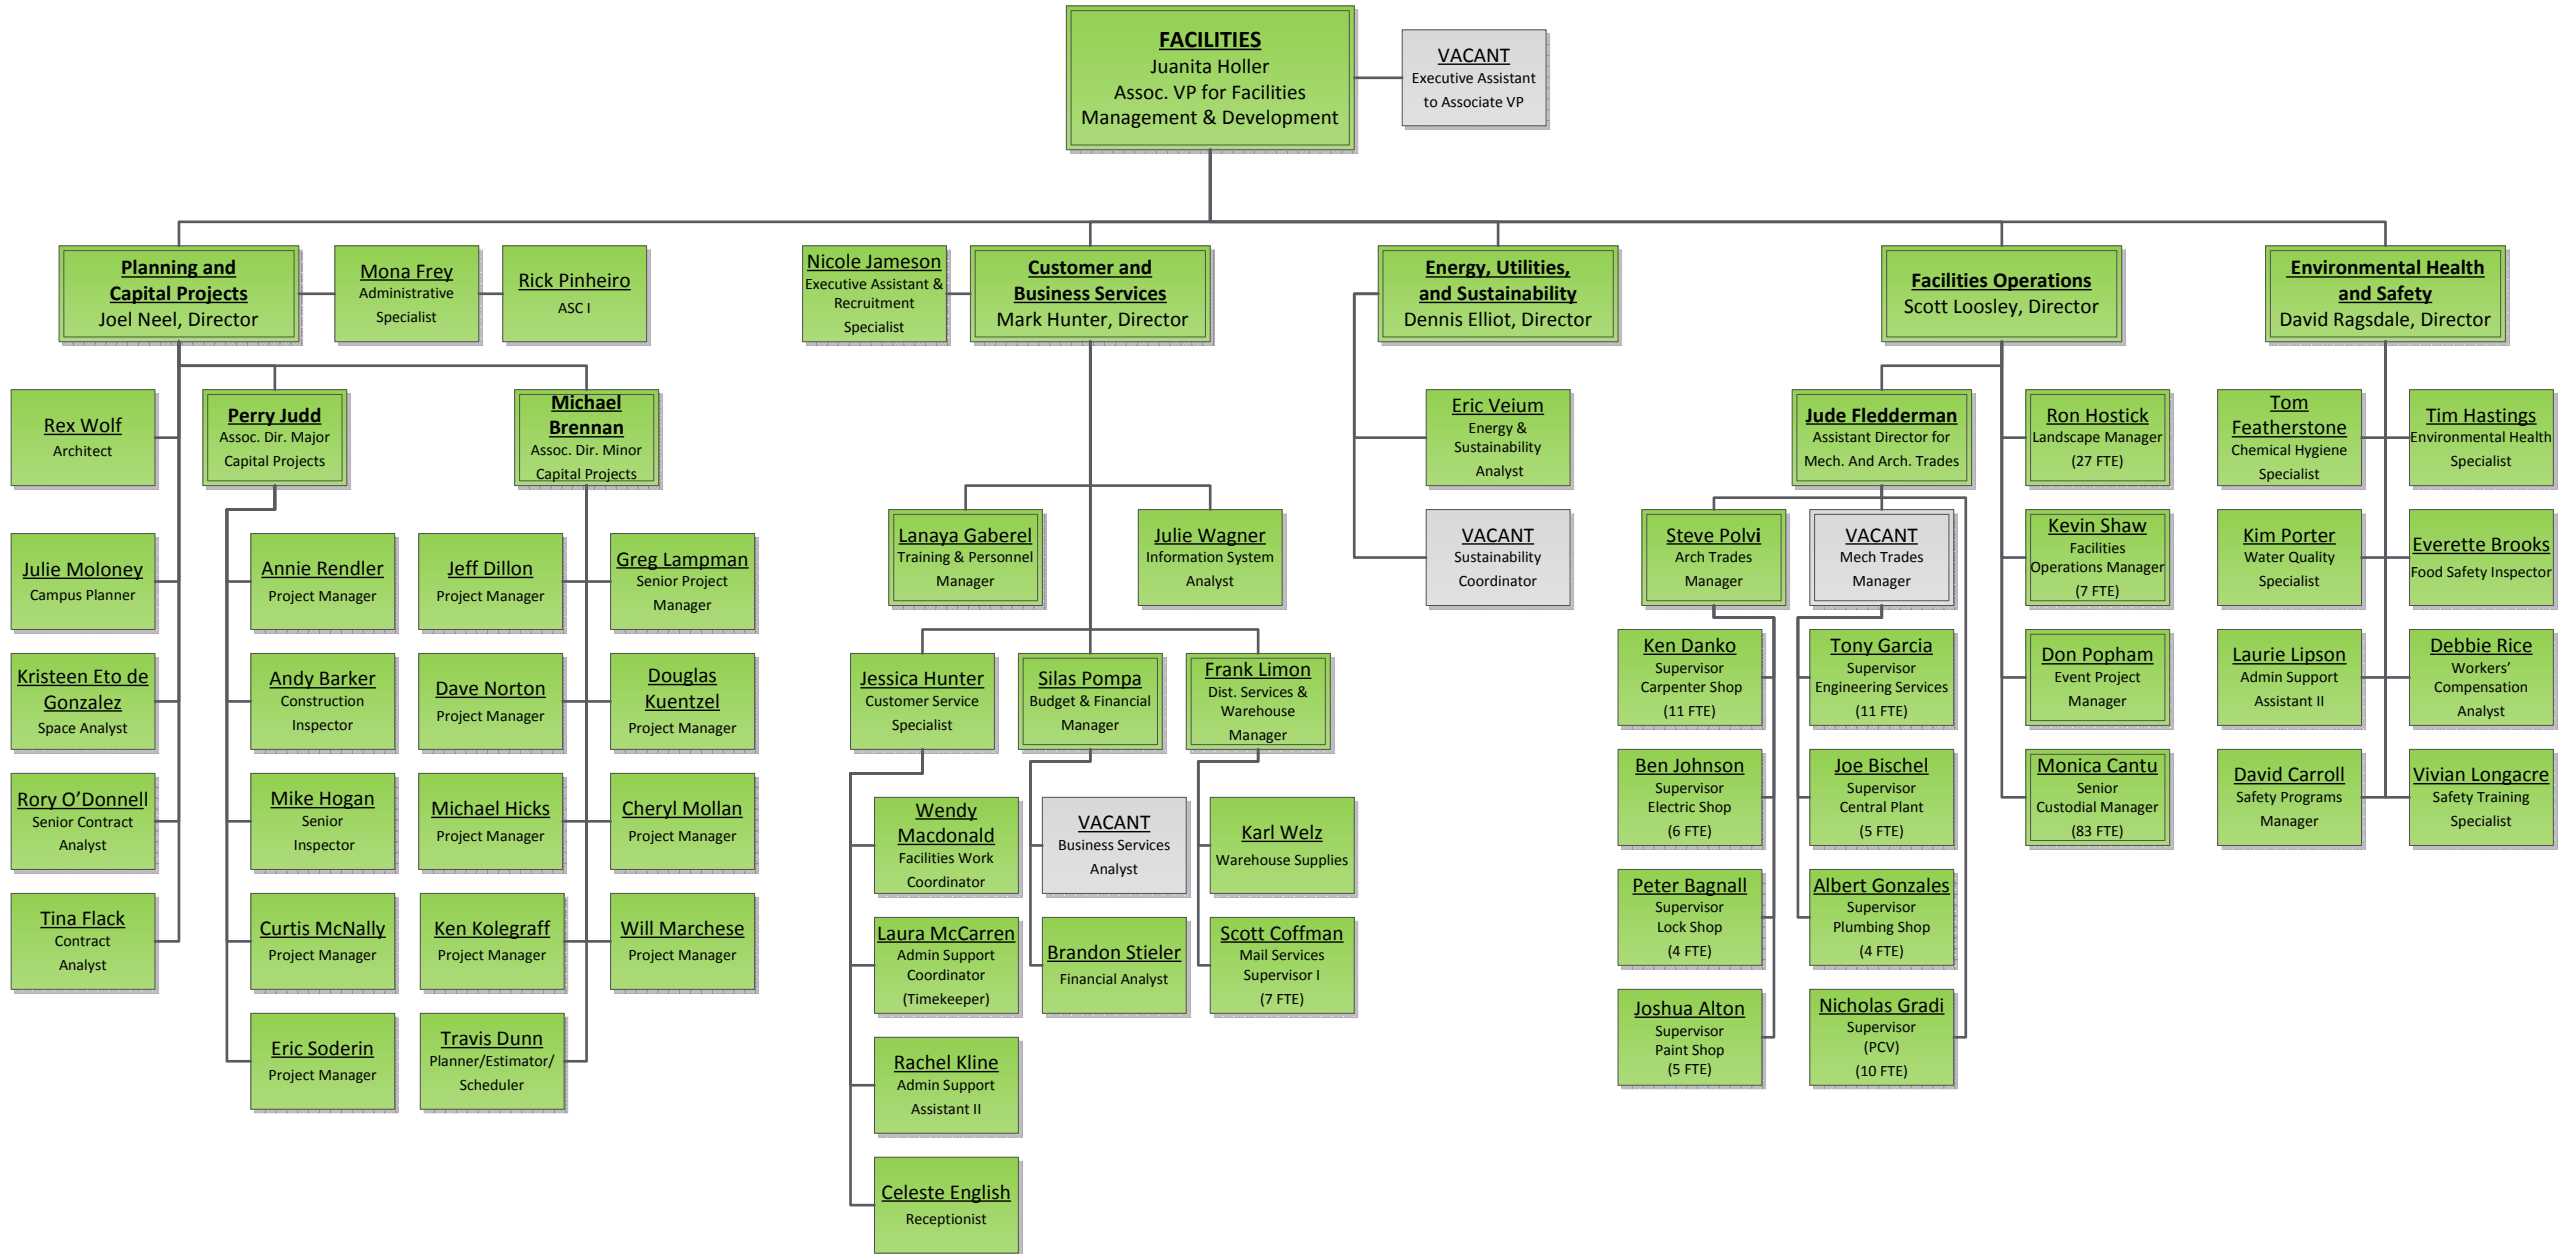 FACILITIES
Juanita Holler
Assoc. VP for Facilities
Management & Development
VACANT
Executive Assistant
to Associate VP
Planning and
Capital Projects
Joel Neel, Director
Mona Frey
Administrative
Specialist
Rick Pinheiro
ASC I
Nicole Jameson
Executive Assistant &
Recruitment
Specialist
Customer and
Business Services
Mark Hunter, Director
Energy, Utilities,
and Sustainability
Dennis Elliot, Director
Facilities Operations
Scott Loosley, Director
Environmental Health
and Safety
David Ragsdale, Director
Rex Wolf
Architect
Perry Judd
Assoc. Dir. Major
Capital Projects
Michael
Brennan
Assoc. Dir. Minor
Capital Projects
Julie Moloney
Campus Planner
Kristeen Eto de
Gonzalez
Space Analyst
Rory O’Donnell
Senior Contract
Analyst
Tina Flack
Contract
Analyst
Annie Rendler
Project Manager
Andy Barker
Construction
Inspector
Mike Hogan
Senior
Inspector
Curtis McNally
Project Manager
Eric Soderin
Project Manager
Jeff Dillon
Project Manager
Dave Norton
Project Manager
Michael Hicks
Project Manager
Ken Kolegraff
Project Manager
Travis Dunn
Planner/Estimator/
Scheduler
Greg Lampman
Senior Project
Manager
Douglas
Kuentzel
Project Manager
Cheryl Mollan
Project Manager
Will Marchese
Project Manager
Lanaya Gaberel
Training & Personnel
Manager
Julie Wagner
Information System
Analyst
Jessica Hunter
Customer Service
Specialist
Silas Pompa
Budget & Financial
Manager
Frank Limon
Dist. Services &
Warehouse
Manager
Wendy
Macdonald
Facilities Work
Coordinator
Laura McCarren
Admin Support
Coordinator
(Timekeeper)
Rachel Kline
Admin Support
Assistant II
Celeste English
Receptionist
VACANT
Business Services
Analyst
Brandon Stieler
Financial Analyst
Karl Welz
Warehouse Supplies
Scott Coffman
Mail Services
Supervisor I
(7 FTE)
Eric Veium
Energy &
Sustainability
Analyst
VACANT
Sustainability
Coordinator
Jude Fledderman
Assistant Director for
Mech. And Arch. Trades
Steve Polvi
Arch Trades
Manager
VACANT
Mech Trades
Manager
Ken Danko
Supervisor
Carpenter Shop
(11 FTE)
Ben Johnson
Supervisor
Electric Shop
(6 FTE)
Peter Bagnall
Supervisor
Lock Shop
(4 FTE)
Joshua Alton
Supervisor
Paint Shop
(5 FTE)
Tony Garcia
Supervisor
Engineering Services
(11 FTE)
Joe Bischel
Supervisor
Central Plant
(5 FTE)
Albert Gonzales
Supervisor
Plumbing Shop
(4 FTE)
Nicholas Gradi
Supervisor
(PCV)
(10 FTE)
Ron Hostick
Landscape Manager
(27 FTE)
Kevin Shaw
Facilities
Operations Manager
(7 FTE)
Don Popham
Event Project
Manager
Monica Cantu
Senior
Custodial Manager
(83 FTE)
Tom
Featherstone
Chemical Hygiene
Specialist
Kim Porter
Water Quality
Specialist
Laurie Lipson
Admin Support
Assistant II
David Carroll
Safety Programs
Manager
Tim Hastings
Environmental Health
Specialist
Everette Brooks
Food Safety Inspector
Debbie Rice
Workers’
Compensation
Analyst
Vivian Longacre
Safety Training
Specialist